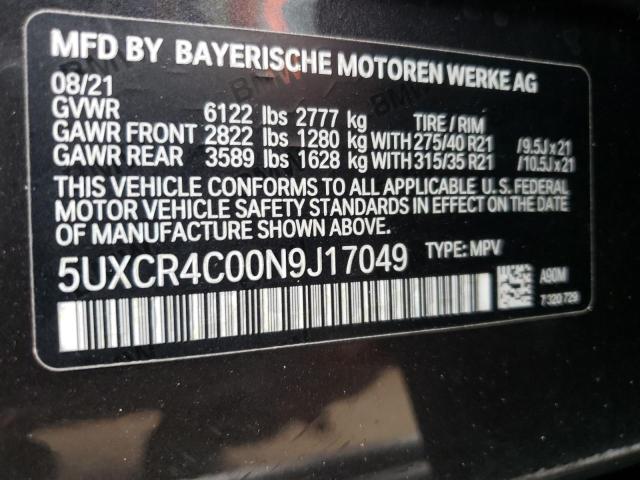 MFD BY BAYERISCHE MOTOREN WERKE AG
08/21
GVWR 6122 lbs 2777 kg TIRE / RIM
GAWR FRONT 2822 lbs 1280 kg WITH 275/40 R21 /9.5J x 21
GAWR REAR 3589 lbs 1628 kg WITH 315/35 R21 /10.5J x 21
THIS VEHICLE CONFORMS TO ALL APPLICABLE U.S. FEDERAL
MOTOR VEHICLE SAFETY STANDARDS IN EFFECT ON THE DATE
OF MANUFACTURE SHOWN ABOVE.
5UXCR4C00N9J17049 TYPE: MPV
A90M
7 320 729